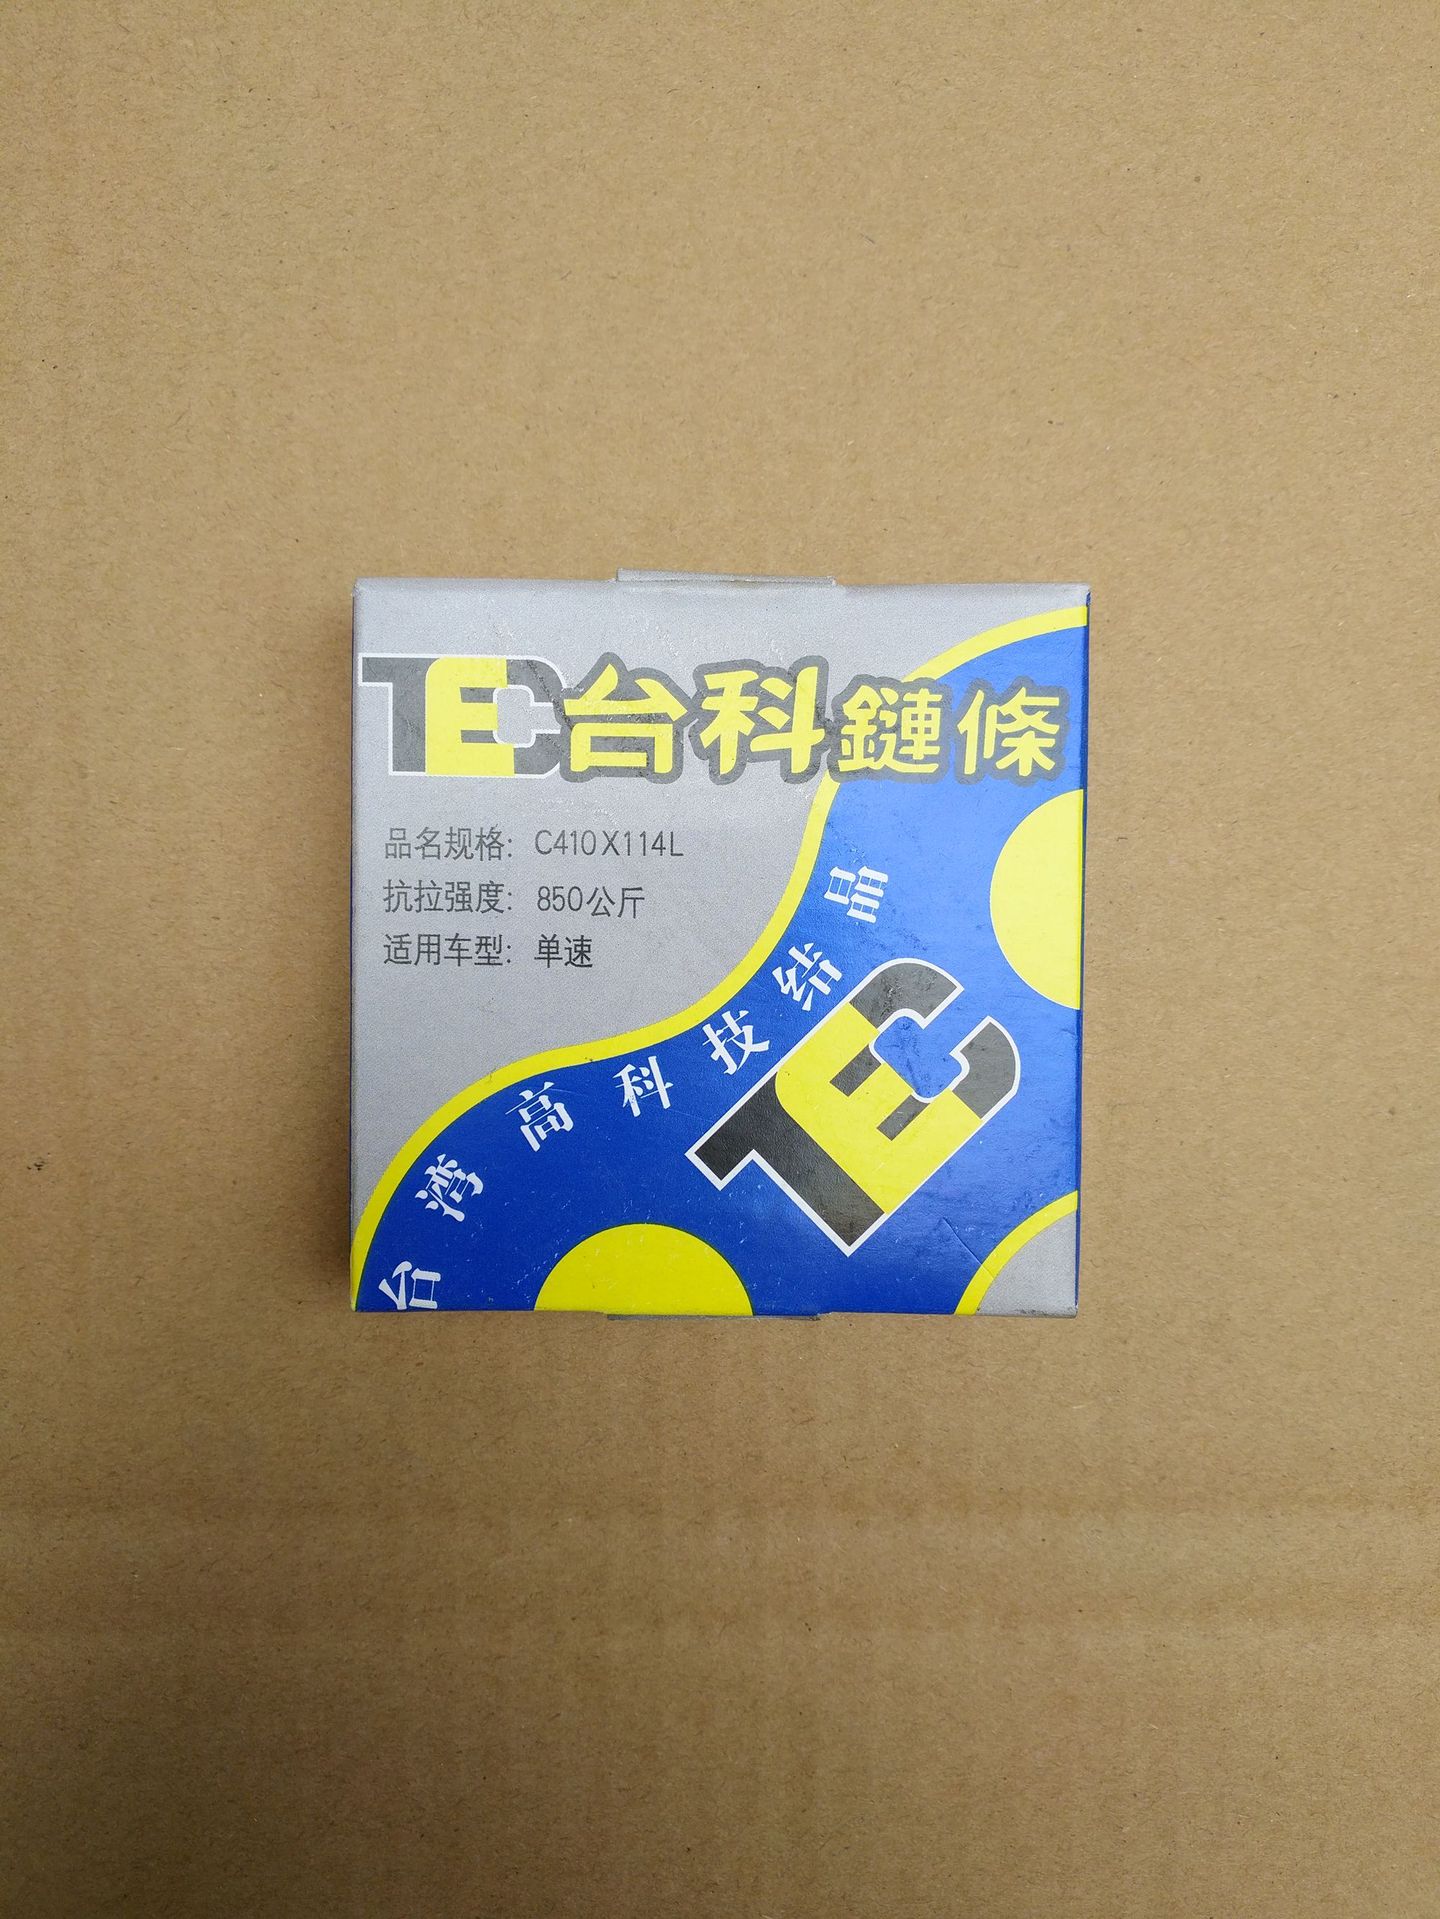 TEC台科鏈條
品名规格: C410X114L
抗拉强度: 850公斤
适用车型: 单速
台湾高科技结晶
TEC